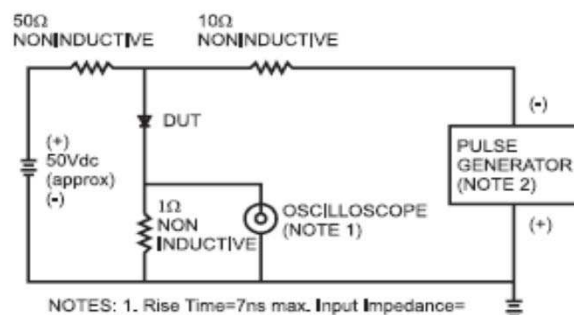 50Ω
NONINDUCTIVE
10Ω
NONINDUCTIVE
DUT
(+)
50Vdc
(approx)
(-)
1Ω
NON
INDUCTIVE
OSCILLOSCOPE
(NOTE 1)
(-)
PULSE
GENERATOR
(NOTE 2)
(+)
NOTES: 1. Rise Time=7ns max. Input Impedance=